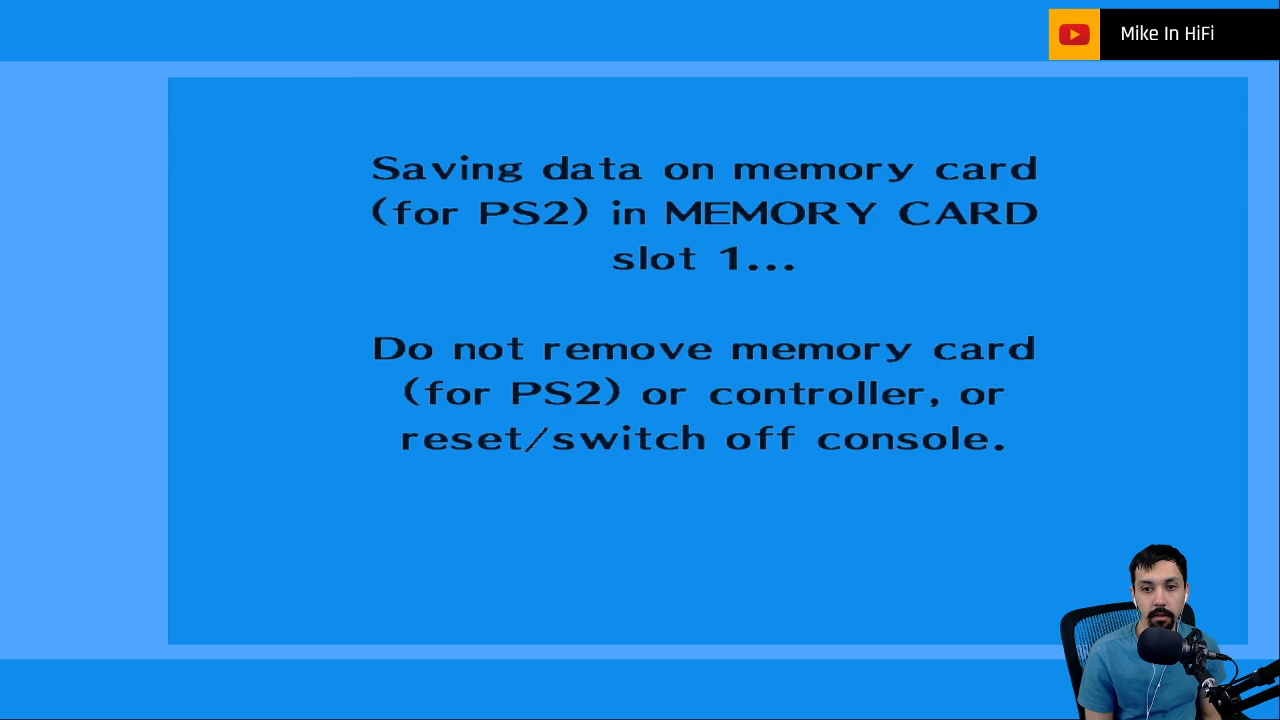 Mike In HiFi
Saving data on memory card
(for PS2) in MEMORY CARD
slot 1...
Do not remove memory card
(for PS2) or controller, or
reset/switch off console.